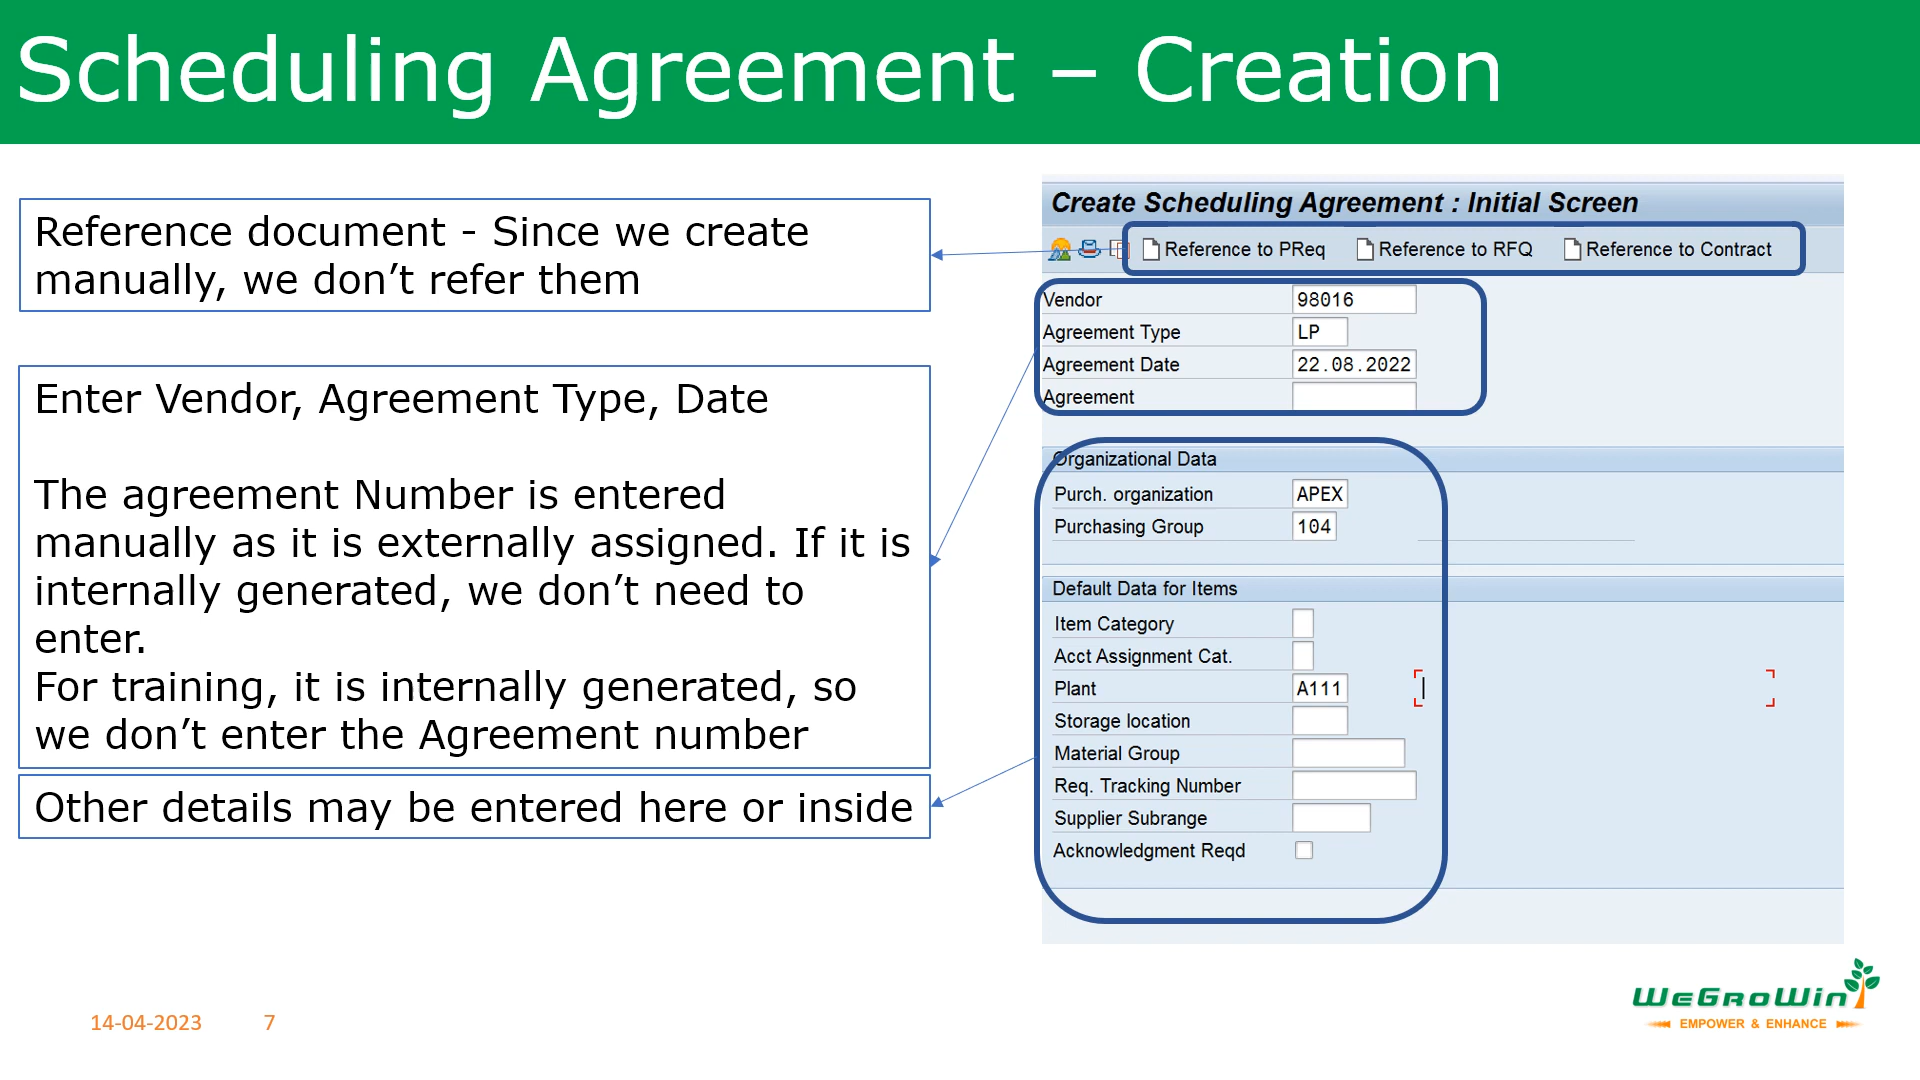 Scheduling Agreement – Creation
Reference document - Since we create
manually, we don’t refer them
Enter Vendor, Agreement Type, Date
The agreement Number is entered
manually as it is externally assigned. If it is
internally generated, we don’t need to
enter.
For training, it is internally generated, so
we don’t enter the Agreement number
Other details may be entered here or inside
Create Scheduling Agreement : Initial Screen
Reference to PReq Reference to RFQ Reference to Contract
Vendor 98016
Agreement Type LP
Agreement Date 22.08.2022
Agreement
Organizational Data
Purch. organization APEX
Purchasing Group 104
Default Data for Items
Item Category
Acct Assignment Cat.
Plant A111
Storage location
Material Group
Req. Tracking Number
Supplier Subrange
Acknowledgment Reqd
14-04-2023 7
WeGroWin
EMPOWER & ENHANCE